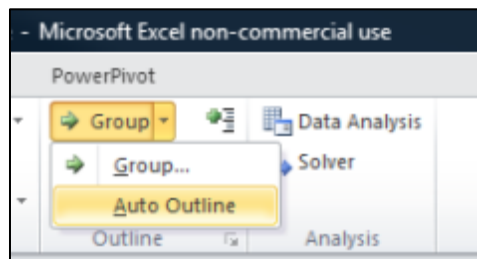 - Microsoft Excel non-commercial use
PowerPivot
Group Data Analysis
Group... Solver
Auto Outline
Outline Analysis